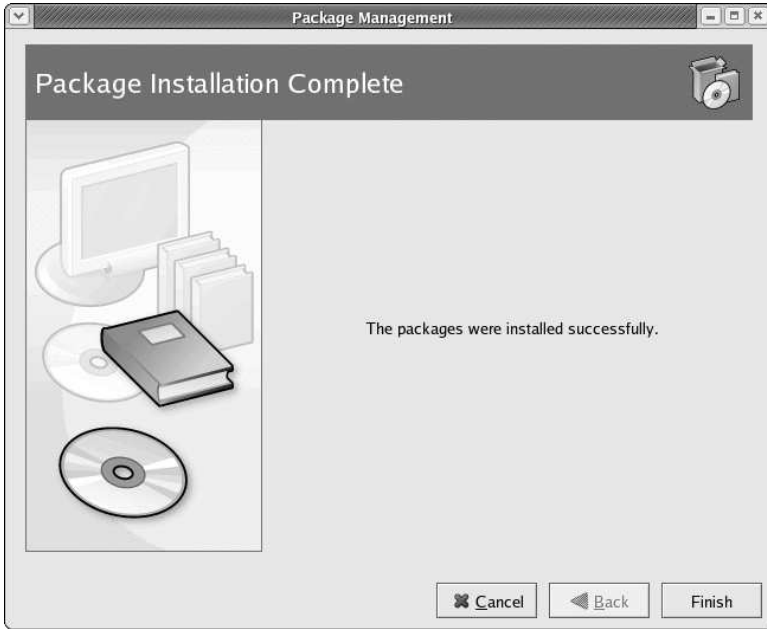 Package Management
Package Installation Complete
The packages were installed successfully.
Cancel
Back
Finish